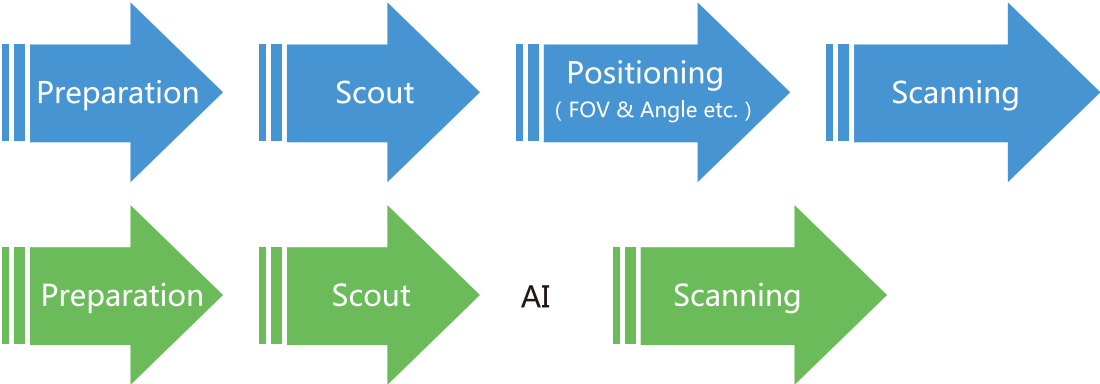 Preparation
Scout
Positioning
( FOV & Angle etc. )
Scanning
Preparation
Scout
AI
Scanning